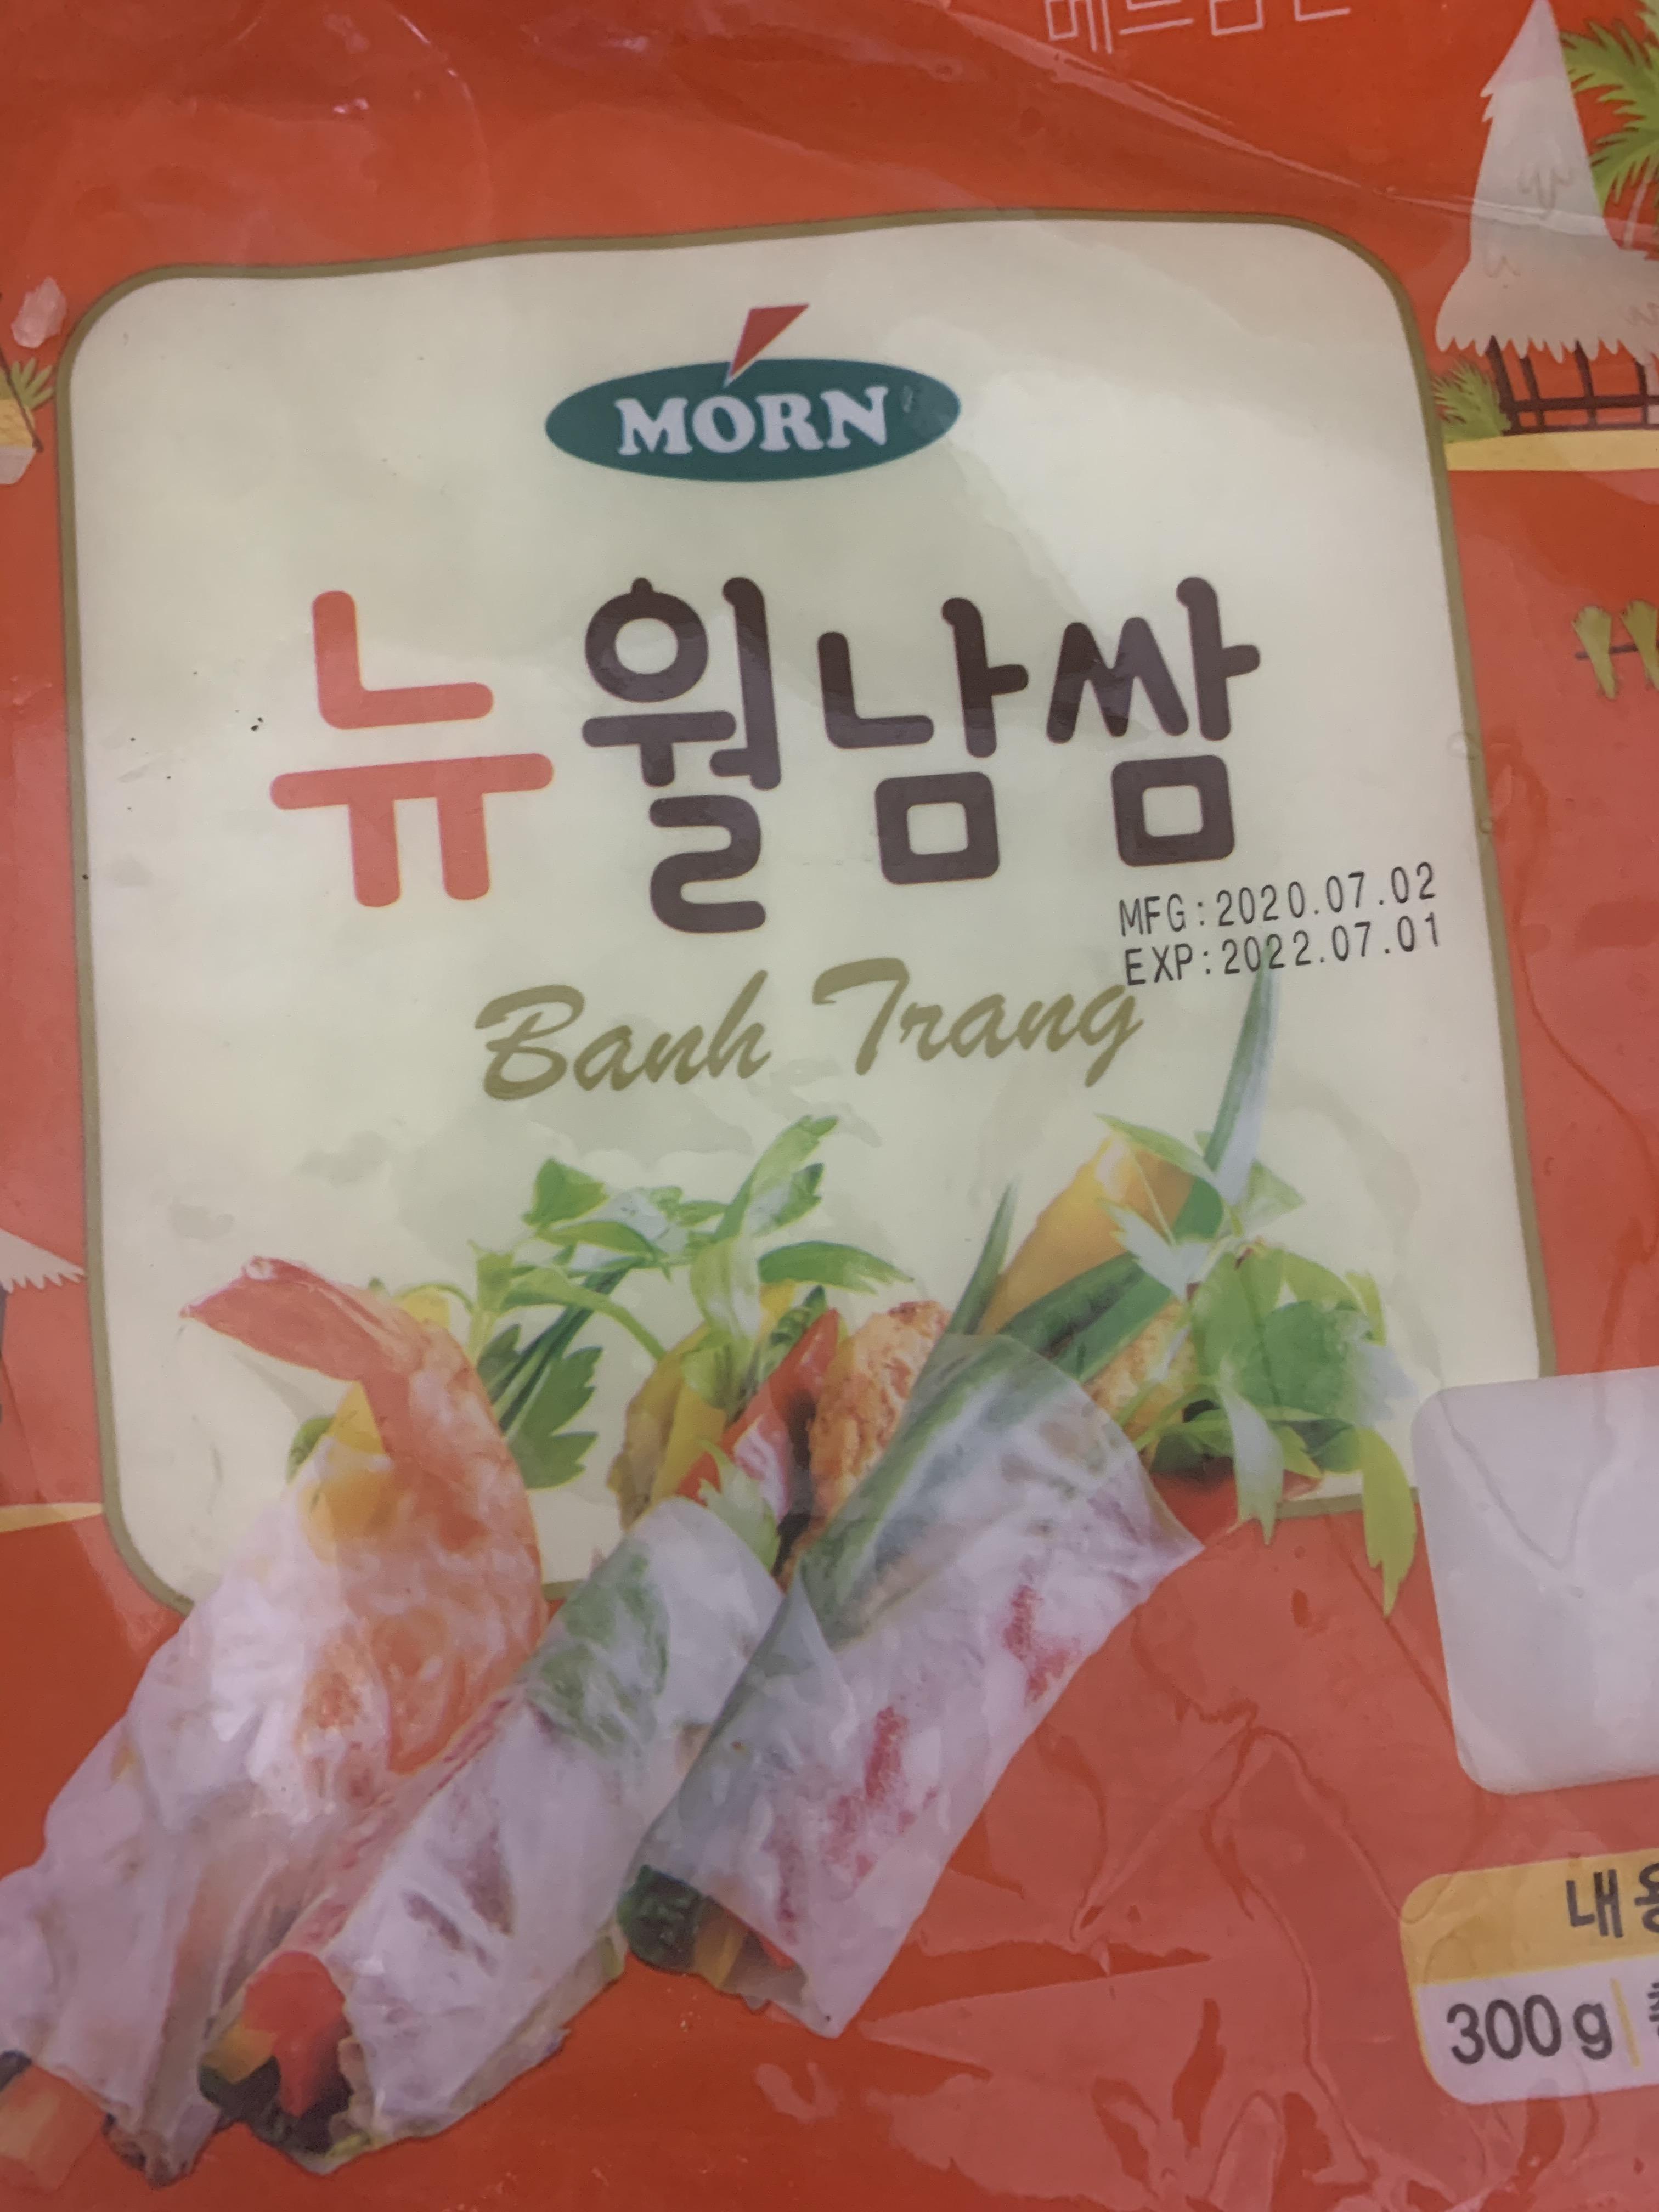 MORN
뉴월남쌈
MFG:2020.07.02
EXP:2022.07.01
Banh Trang
300g